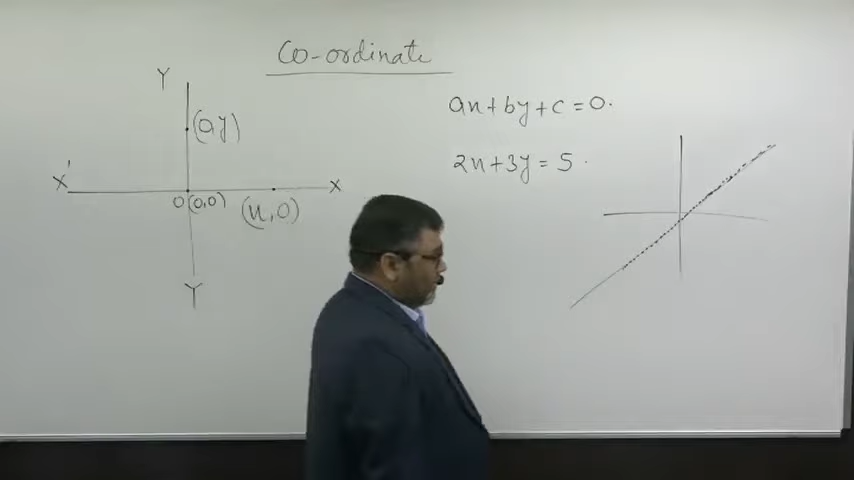 Co-ordinate
Y
(0,y)
X'
X
O(0,0)
(x,0)
Y
ax+by+c=0.
2x+3y=5.